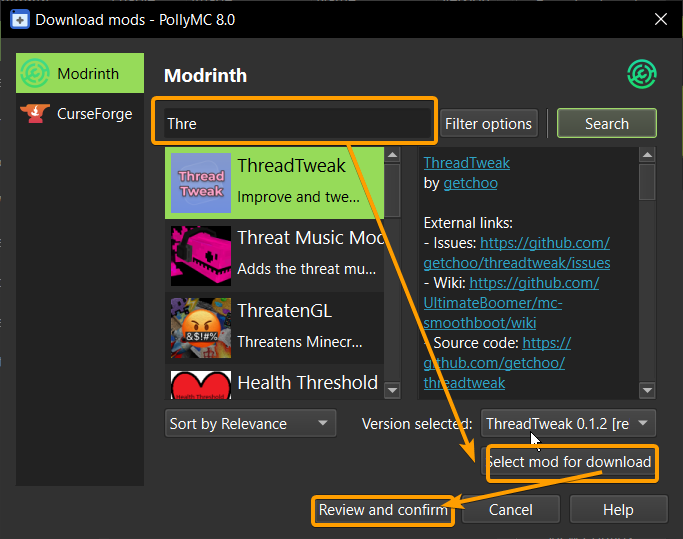 Download mods - PollyMC 8.0
Modrinth
CurseForge
Modrinth
Thre
Filter options
Search
Thread
Tweak
ThreadTweak
Improve and twe...
Threat Music Mod
Adds the threat mu...
&$!#%
ThreatenGL
Threatens Minecr...
Health Threshold
Health Threshold
ThreadTweak
by getchoo
External links:
- Issues: https://github.com/
getchoo/threadtweak/issues
- Wiki: https://github.com/
UltimateBoomer/mc-
smoothboot/wiki
- Source code: https://
github.com/getchoo/
threadtweak
Sort by Relevance
Version selected:
ThreadTweak 0.1.2 [re
Select mod for download
Review and confirm
Cancel
Help